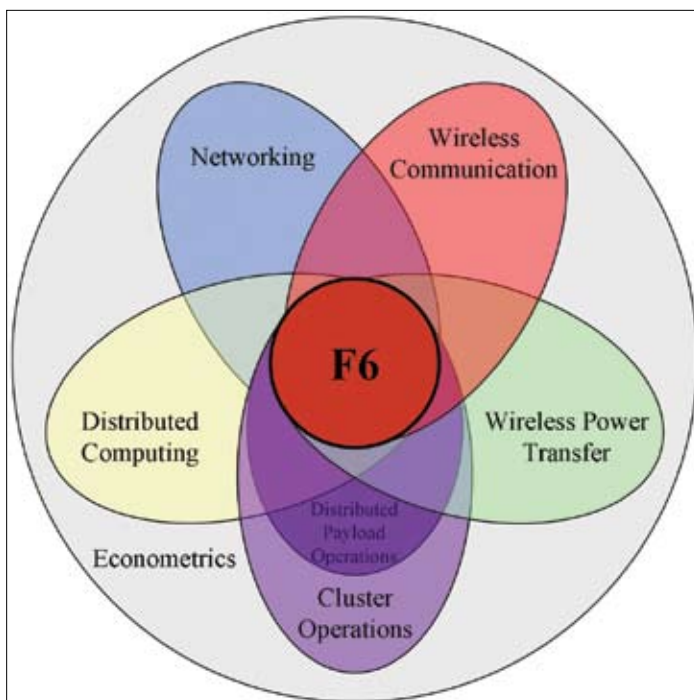 Networking
Wireless
Communication
F6
Distributed
Computing
Wireless Power
Transfer
Distributed
Payload
Operations
Econometrics
Cluster
Operations